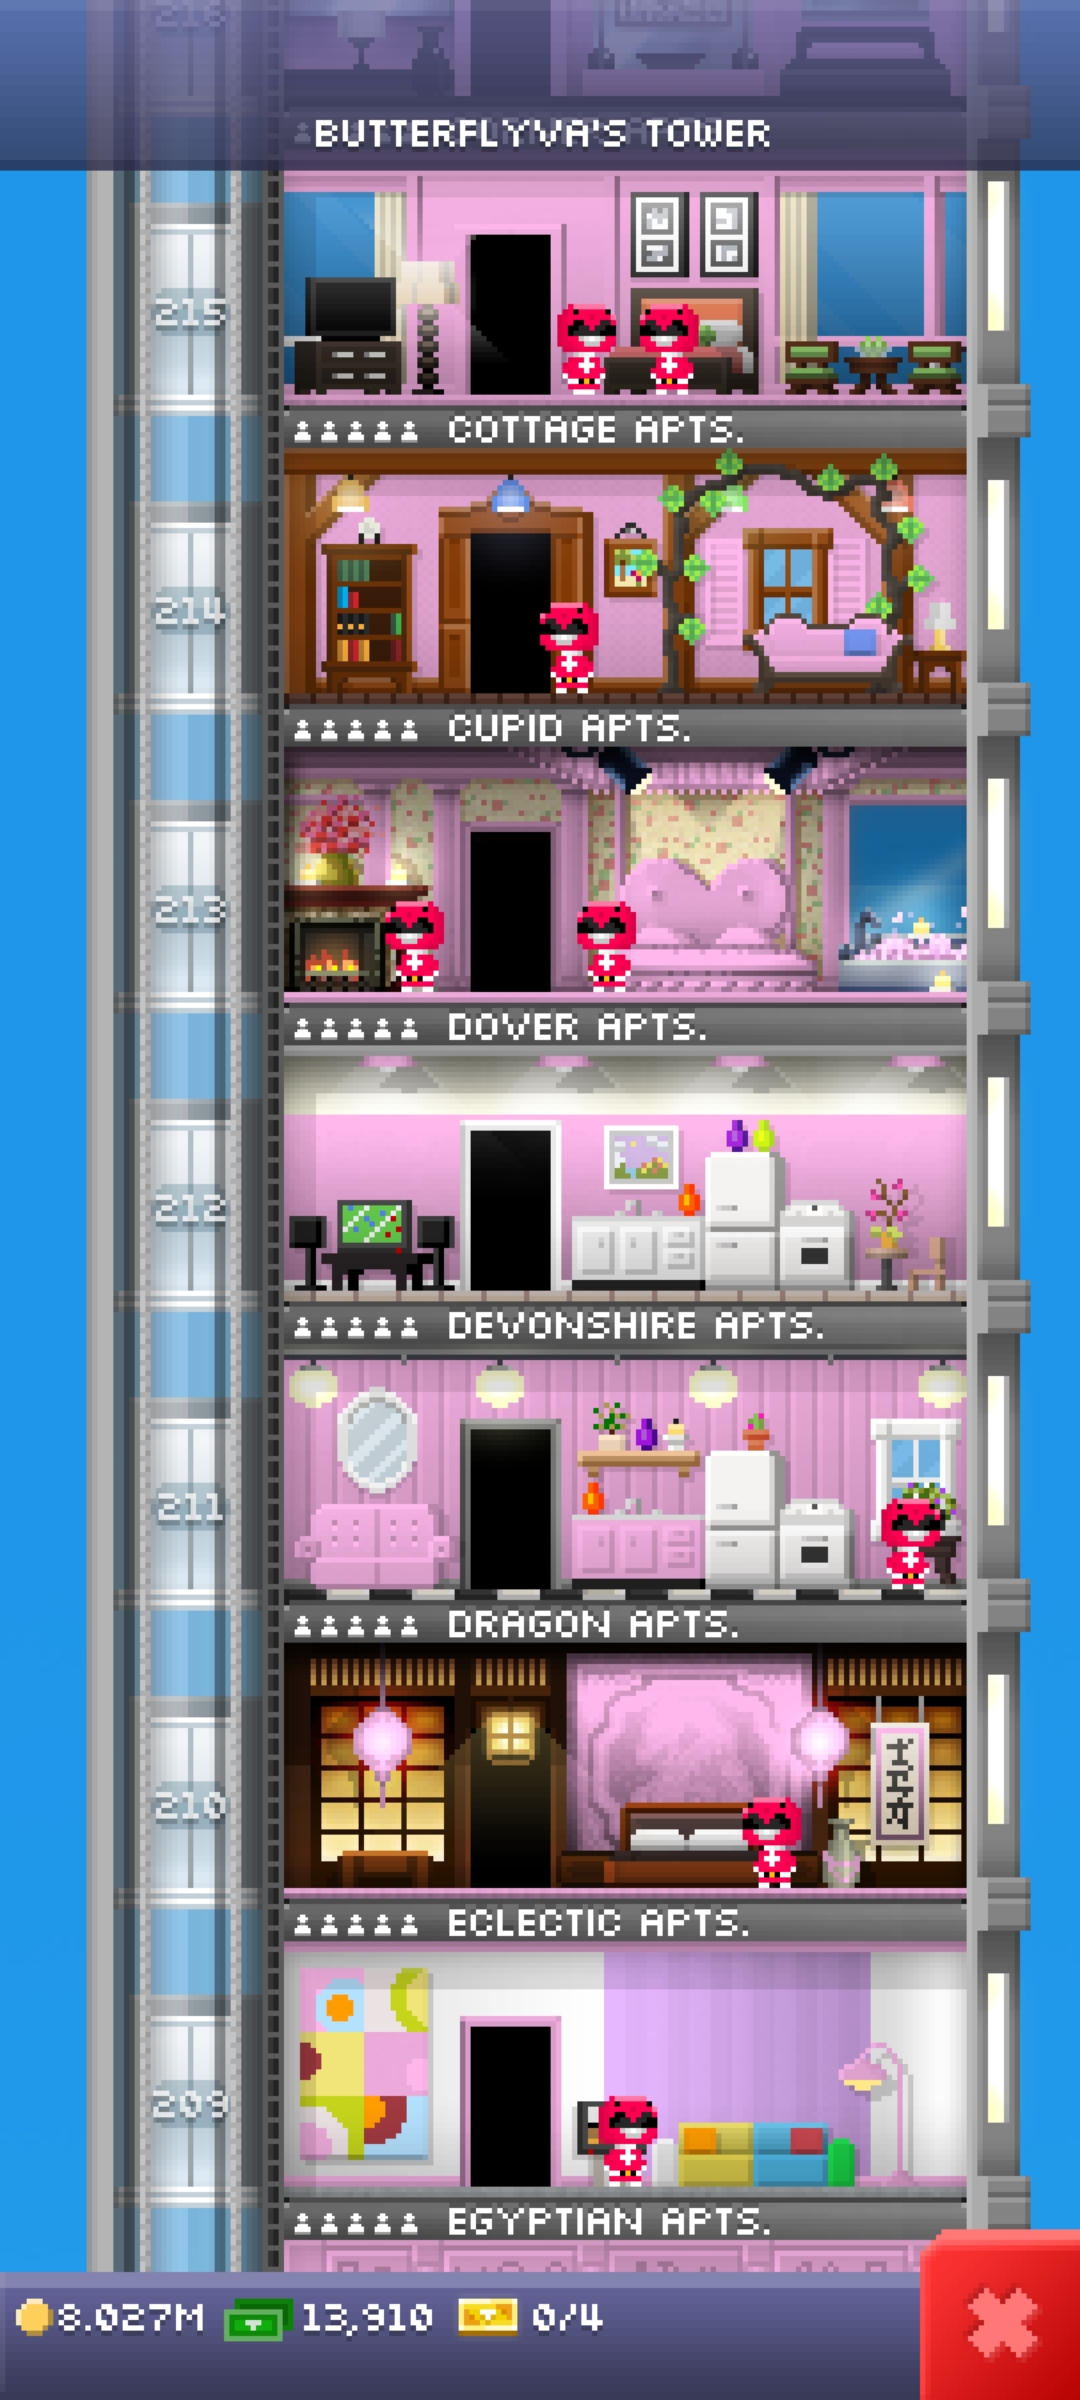 216
BUTTERFLYVA'S TOWER
215
COTTAGE APTS.
214
CUPID APTS.
213
DOVER APTS.
212
DEVONSHIRE APTS.
211
DRAGON APTS.
210
ECLECTIC APTS.
209
EGYPTIAN APTS.
8.027M 13,910 0/4